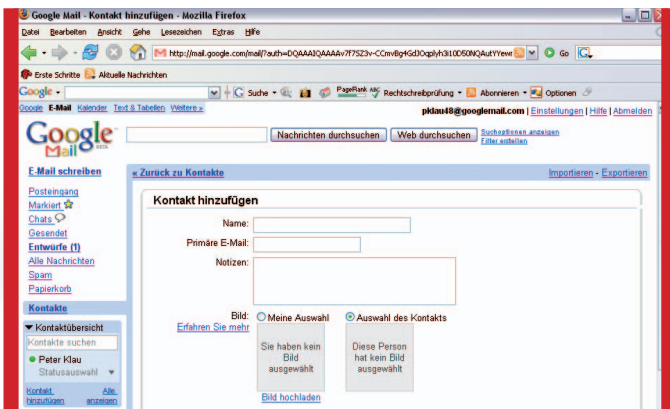 Google Mail - Kontakt hinzufügen - Mozilla Firefox
Datei Bearbeiten Ansicht Gehe Lesezeichen Extras Hilfe
Go
Erste Schritte Aktuelle Nachrichten
Google Suche PageRank Rechtschreibprüfung Abonnieren Optionen
Google E-Mail Kalender Text & Tabellen Weitere »
pklau48@googlemail.com | Einstellungen | Hilfe | Abmelden
Google Mail BETA
Nachrichten durchsuchen Web durchsuchen Suchoptionen anzeigen
Filter erstellen
E-Mail schreiben
Posteingang
Markiert
Chats
Gesendet
Entwürfe (1)
Alle Nachrichten
Spam
Papierkorb
Kontakte
Kontaktübersicht
Kontakte suchen
Peter Klau
Statusauswahl
Kontakt hinzufügen
Alle anzeigen
« Zurück zu Kontakte
Importieren - Exportieren
Kontakt hinzufügen
Name:
Primäre E-Mail:
Notizen:
Bild: Meine Auswahl Auswahl des Kontakts
Erfahren Sie mehr
Sie haben kein
Bild
ausgewählt
Diese Person
hat kein Bild
ausgewählt
Bild hochladen